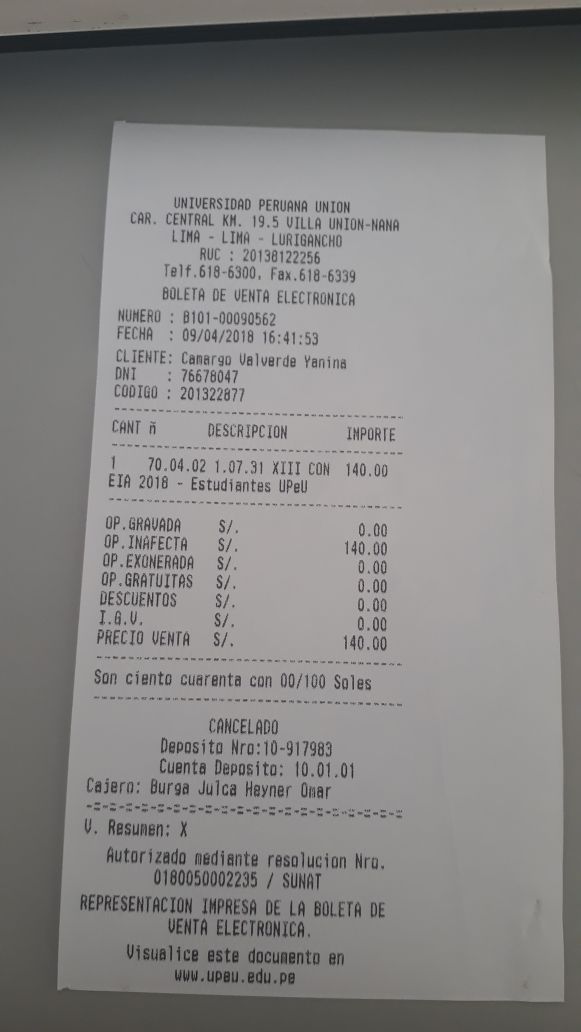 UNIVERSIDAD PERUANA UNION
CAR. CENTRAL KM. 19.5 VILLA UNION-NANA
LIMA - LIMA - LURIGANCHO
RUC : 20138122256
Telf.618-6300, Fax.618-6339
BOLETA DE VENTA ELECTRONICA
NUMERO : B101-00090562
FECHA : 09/04/2018 16:41:53
CLIENTE: Camargo Valverde Yanina
DNI : 76678047
CODIGO : 201322877
CANT ñ DESCRIPCION IMPORTE
1 70.04.02 1.07.31 XIII CON 140.00
EIA 2018 - Estudiantes UPeU
OP.GRAVADA S/. 0.00
OP.INAFECTA S/. 140.00
OP.EXONERADA S/. 0.00
OP.GRATUITAS S/. 0.00
DESCUENTOS S/. 0.00
I.G.V. S/. 0.00
PRECIO VENTA S/. 140.00
Son ciento cuarenta con 00/100 Soles
CANCELADO
Deposito Nro:10-917983
Cuenta Deposito: 10.01.01
Cajero: Burga Julca Heyner Omar
V. Resumen: X
Autorizado mediante resolucion Nro.
0180050002235 / SUNAT
REPRESENTACION IMPRESA DE LA BOLETA DE
VENTA ELECTRONICA.
Visualice este documento en
www.upeu.edu.pe